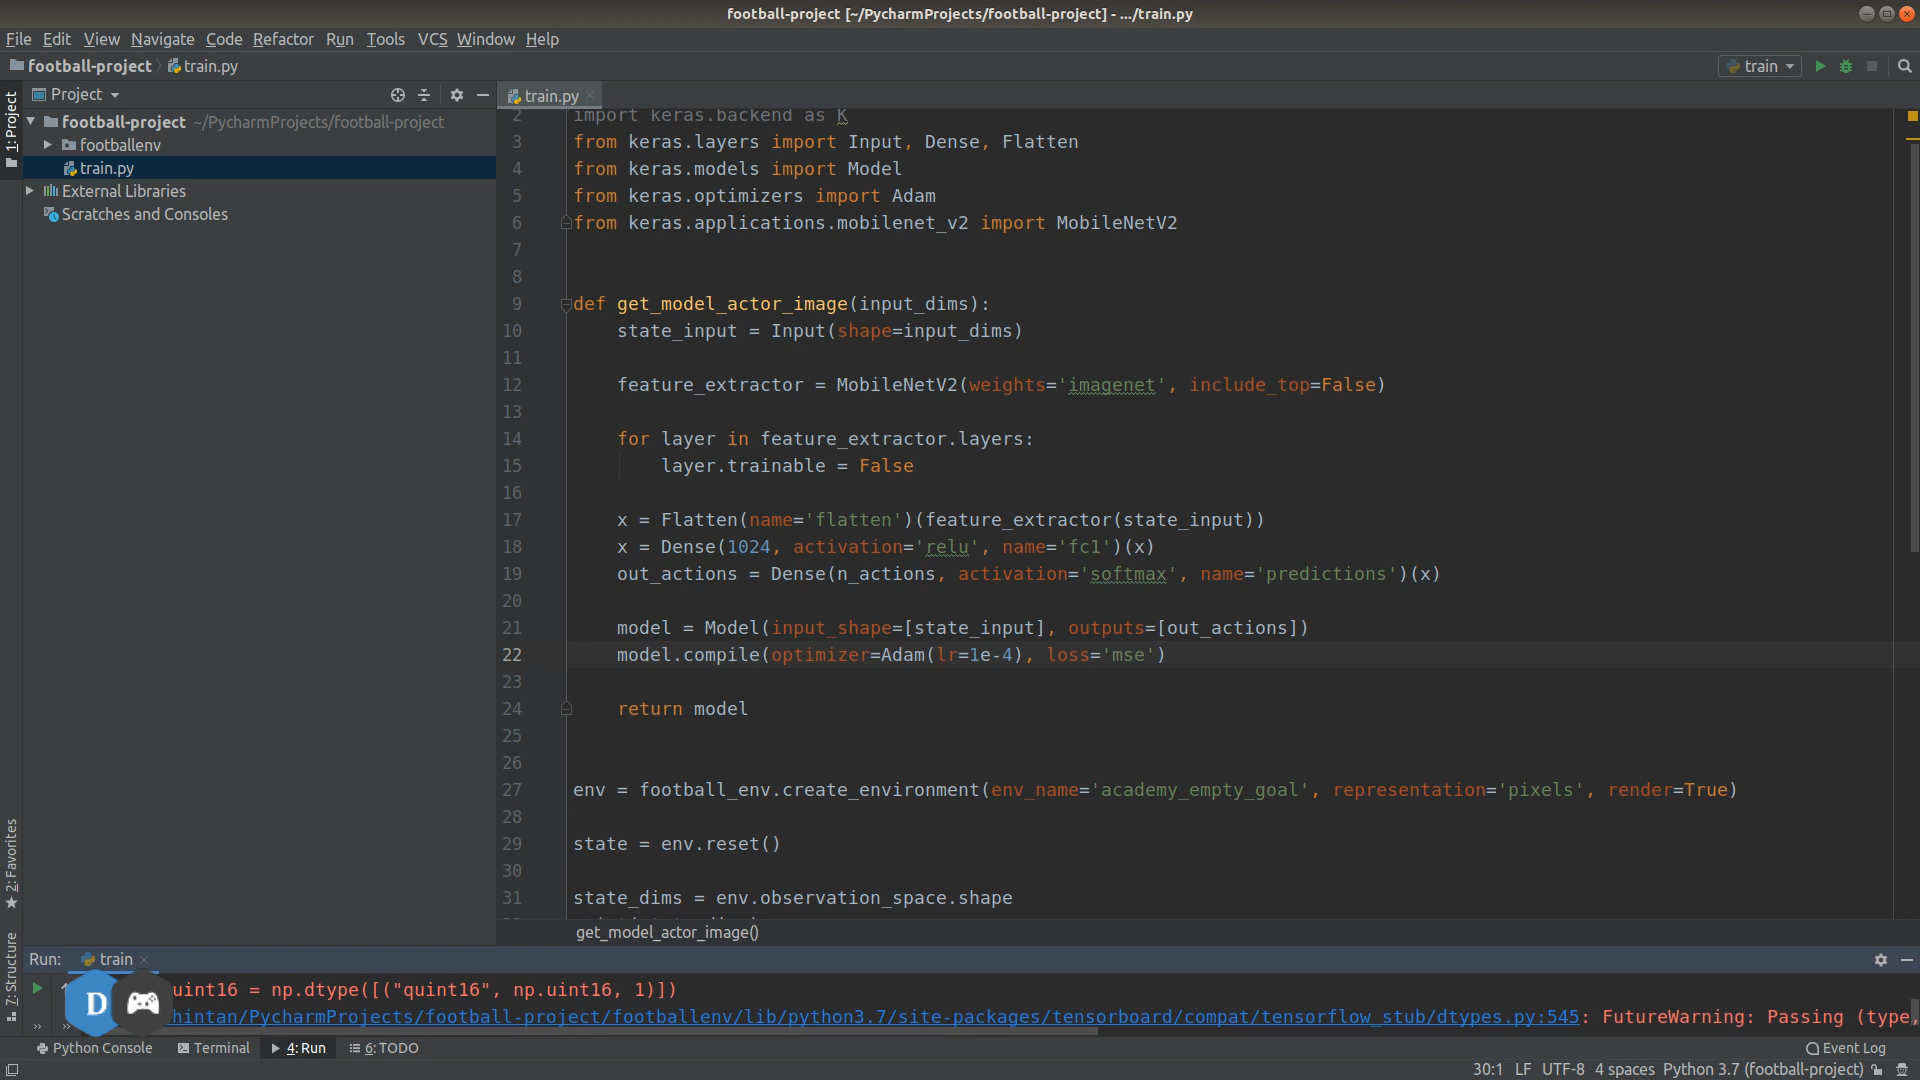 football-project [~/PycharmProjects/football-project] - .../train.py
File Edit View Navigate Code Refactor Run Tools VCS Window Help
football-project train.py train
1: Project
Project
train.py
football-project ~/PycharmProjects/football-project
footballenv
train.py
External Libraries
Scratches and Consoles
2 import keras.backend as K
3 from keras.layers import Input, Dense, Flatten
4 from keras.models import Model
5 from keras.optimizers import Adam
6 from keras.applications.mobilenet_v2 import MobileNetV2
7
8
9 def get_model_actor_image(input_dims):
10 state_input = Input(shape=input_dims)
11
12 feature_extractor = MobileNetV2(weights='imagenet', include_top=False)
13
14 for layer in feature_extractor.layers:
15 layer.trainable = False
16
17 x = Flatten(name='flatten')(feature_extractor(state_input))
18 x = Dense(1024, activation='relu', name='fc1')(x)
19 out_actions = Dense(n_actions, activation='softmax', name='predictions')(x)
20
21 model = Model(input_shape=[state_input], outputs=[out_actions])
22 model.compile(optimizer=Adam(lr=1e-4), loss='mse')
23
24 return model
25
26
27 env = football_env.create_environment(env_name='academy_empty_goal', representation='pixels', render=True)
28
29 state = env.reset()
30
31 state_dims = env.observation_space.shape
get_model_actor_image()
2: Favorites
7: Structure
Run: train
D
quint16 = np.dtype([("quint16", np.uint16, 1)])
hintan/PycharmProjects/football-project/footballenv/lib/python3.7/site-packages/tensorboard/compat/tensorflow_stub/dtypes.py:545: FutureWarning: Passing (type,
Python Console Terminal 4: Run 6: TODO Event Log
30:1 LF UTF-8 4 spaces Python 3.7 (football-project)